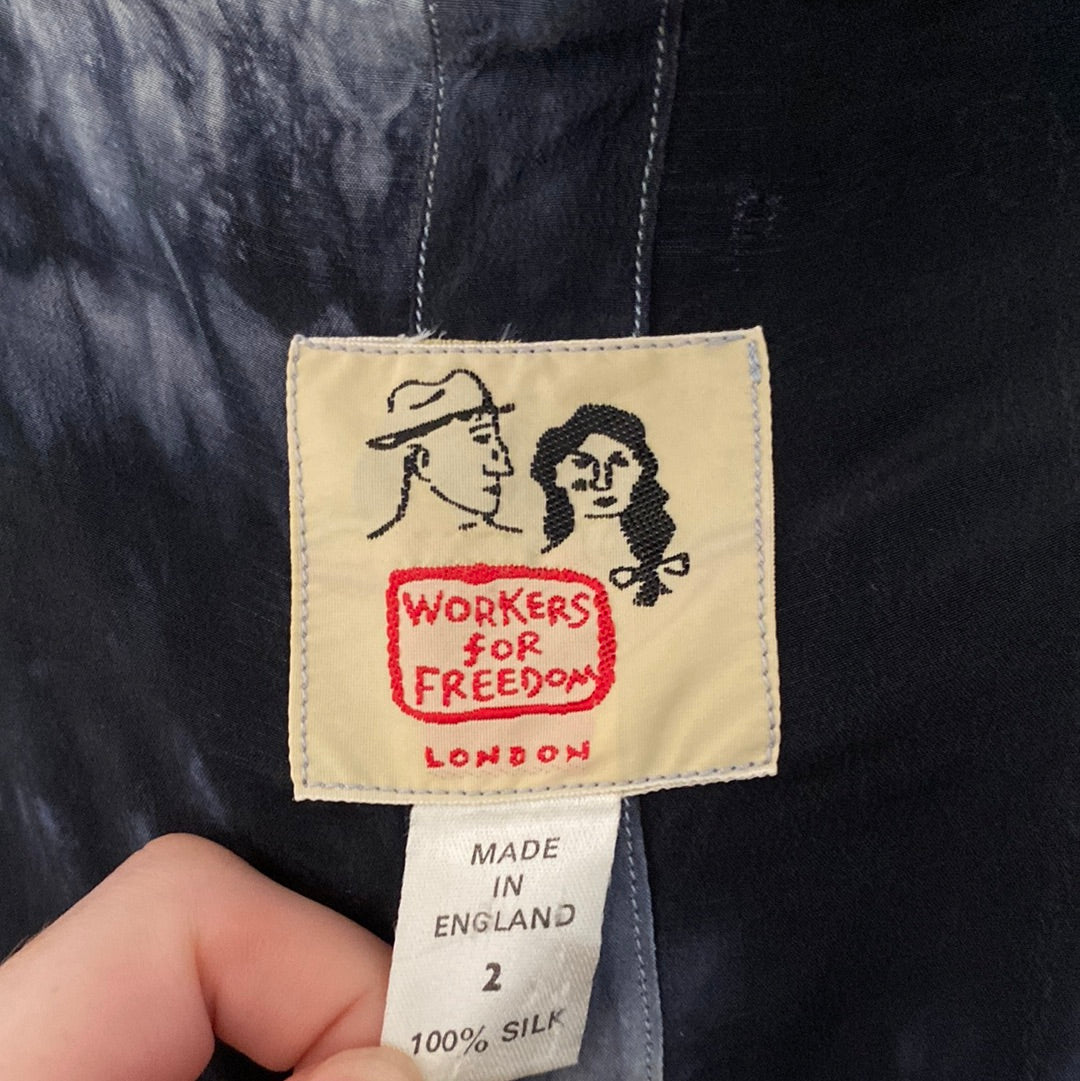 WORKERS
fOR
FREEDOM
LONDON
MADE
IN
ENGLAND
2
100% SILK